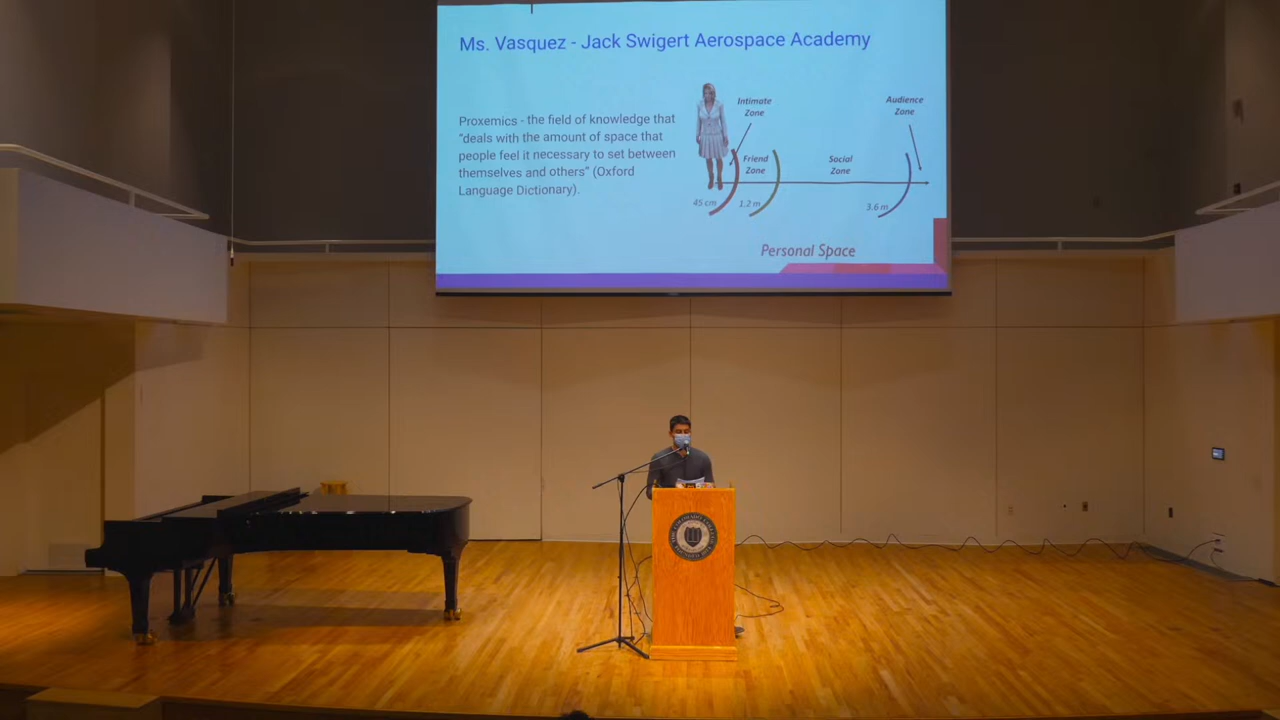 Ms. Vasquez - Jack Swigert Aerospace Academy
Proxemics - the field of knowledge that
"deals with the amount of space that
people feel it necessary to set between
themselves and others" (Oxford
Language Dictionary).
Intimate
Zone
Audience
Zone
Friend
Zone
Social
Zone
45 cm
1.2 m
3.6 m
Personal Space